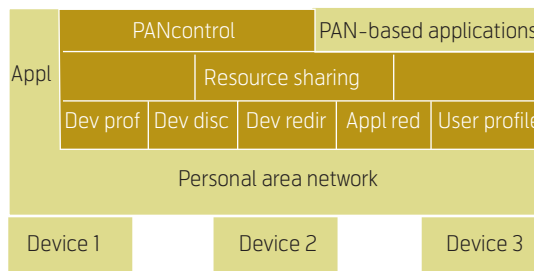 PANcontrol
PAN-based applications
Appl
Resource sharing
Dev prof
Dev disc
Dev redir
Appl red
User profile
Personal area network
Device 1
Device 2
Device 3